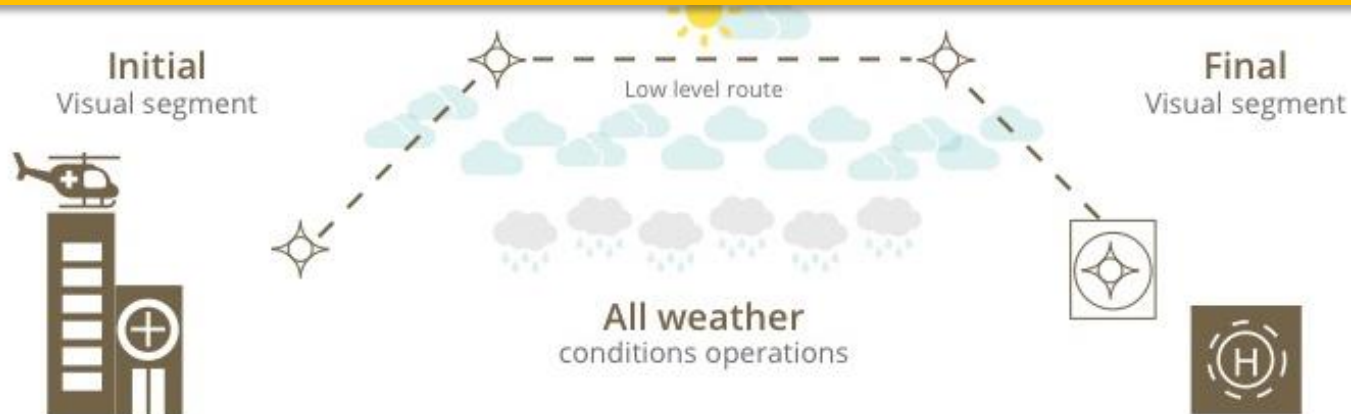 Initial
Visual segment
Low level route
Final
Visual segment
All weather
conditions operations
H